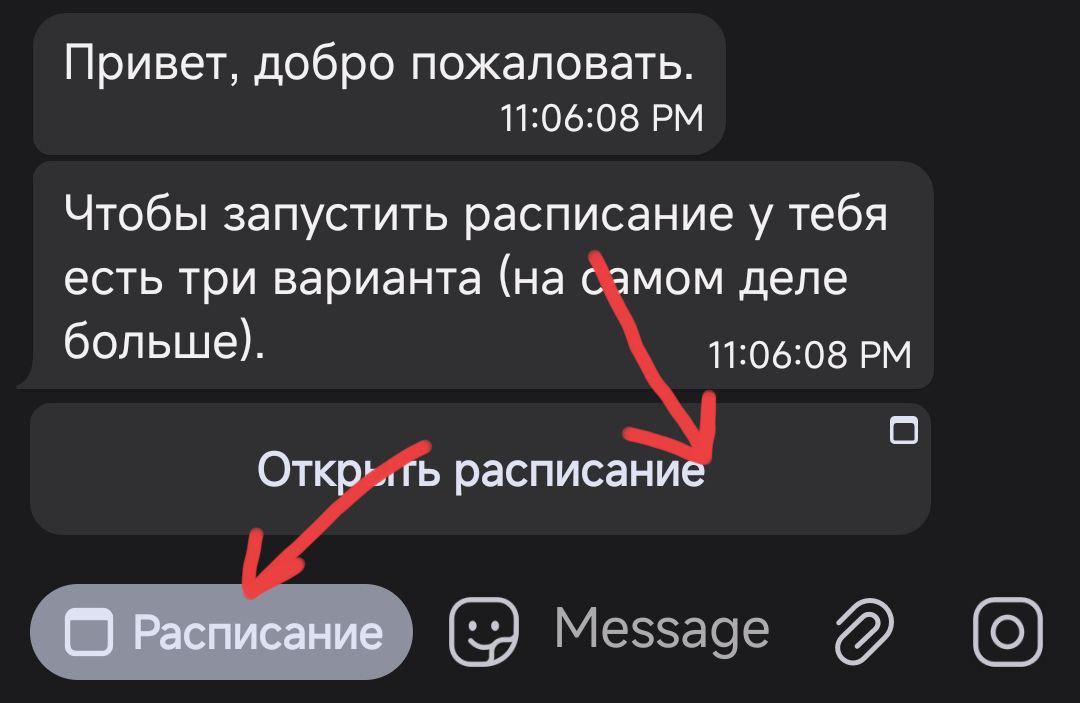 Привет, добро пожаловать.
11:06:08 PM
Чтобы запустить расписание у тебя
есть три варианта (на самом деле
больше).
11:06:08 PM
Открыть расписание
Расписание
Message